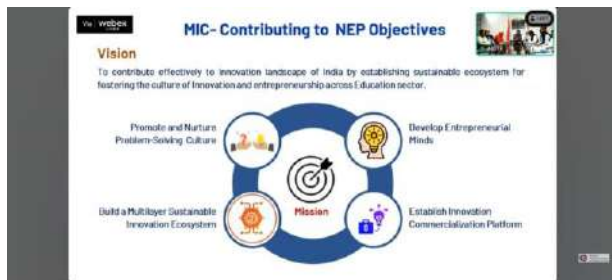 Via webex
MIC- Contributing to NEP Objectives
Vision
To contribute effectively to innovation landscape of India by establishing sustainable ecosystem for
fostering the culture of Innovation and entrepreneurship across Education sector.
Promote and Nurture
Problem-Solving Culture
Develop Entrepreneurial
Minds
Mission
Build a Multilayer Sustainable
Innovation Ecosystem
Establish Innovation
Commercialization Platform